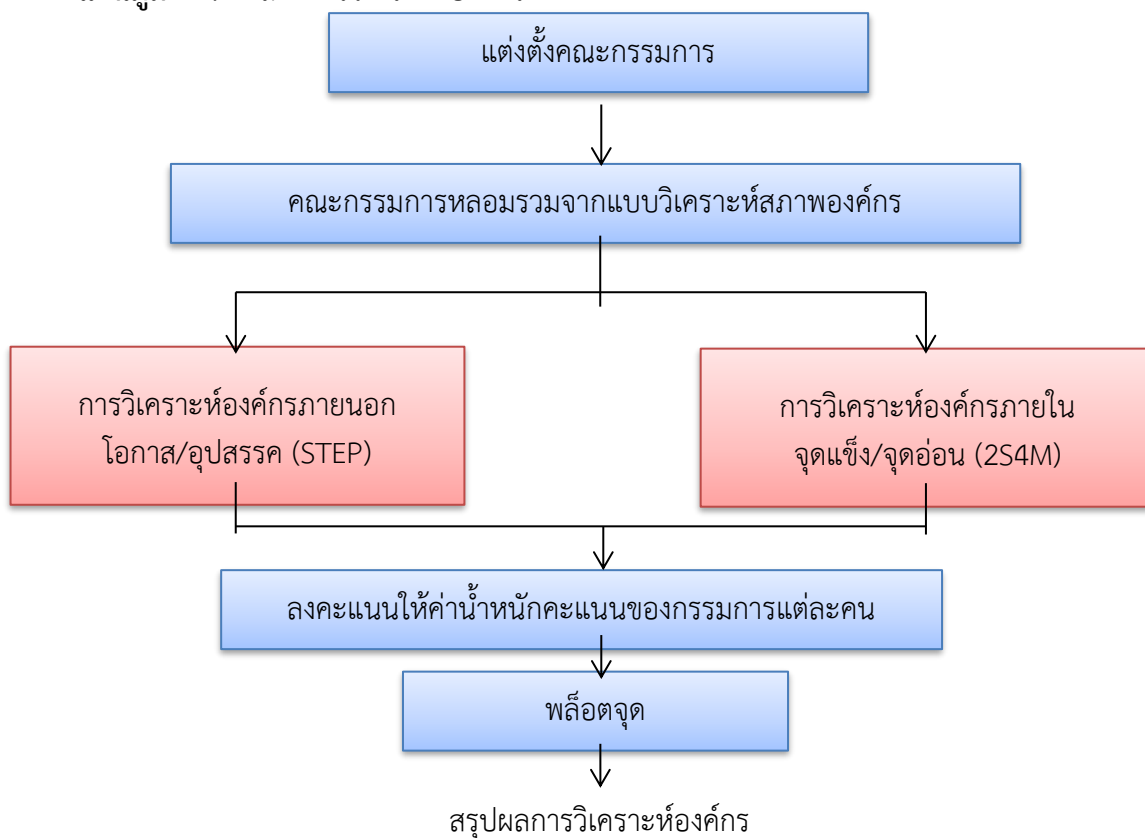 แต่งตั้งคณะกรรมการ
คณะกรรมการหลอมรวมจากแบบวิเคราะห์สภาพองค์กร
การวิเคราะห์องค์กรภายนอก
โอกาส/อุปสรรค (STEP)
การวิเคราะห์องค์กรภายใน
จุดแข็ง/จุดอ่อน (2S4M)
ลงคะแนนให้ค่าน้ำหนักคะแนนของกรรมการแต่ละคน
พล็อตจุด
สรุปผลการวิเคราะห์องค์กร